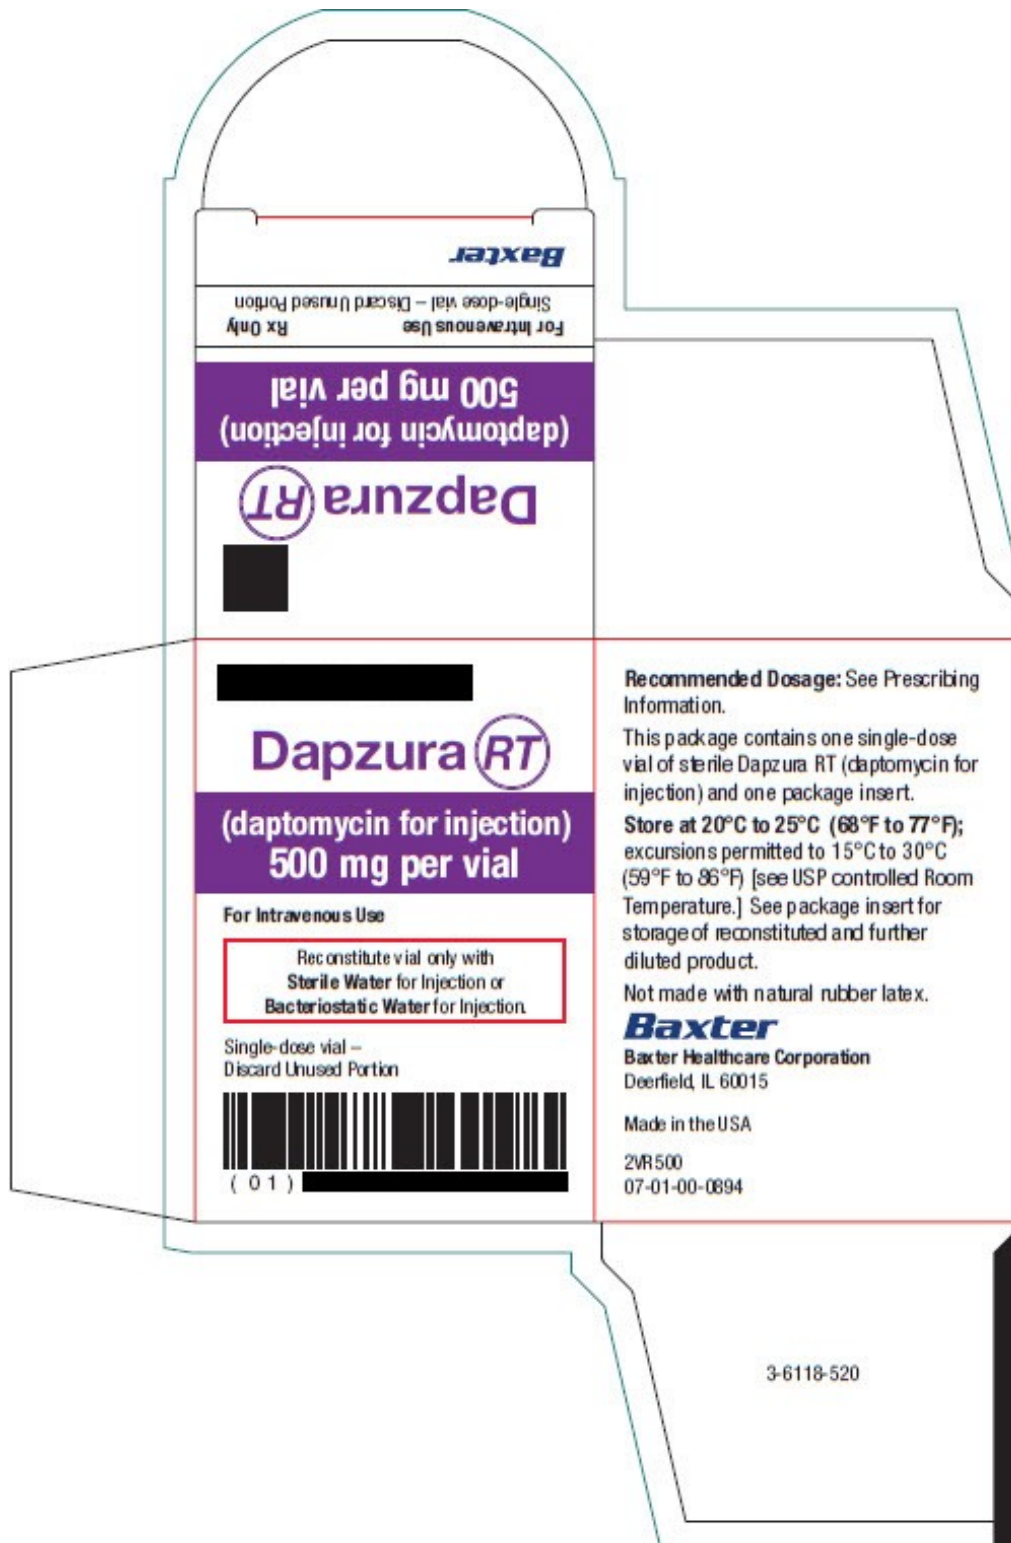 Baxter
Single-dose vial – Discard Unused Portion
For Intravenous Use Rx Only
500 mg per vial
(daptomycin for injection)
Dapzura RT
Dapzura RT
(daptomycin for injection)
500 mg per vial
For Intravenous Use
Reconstitute vial only with
Sterile Water for Injection or
Bacteriostatic Water for Injection.
Single-dose vial –
Discard Unused Portion
(01)
Recommended Dosage: See Prescribing
Information.
This package contains one single-dose
vial of sterile Dapzura RT (daptomycin for
injection) and one package insert.
Store at 20°C to 25°C (68°F to 77°F);
excursions permitted to 15°C to 30°C
(59°F to 86°F) [see USP controlled Room
Temperature.] See package insert for
storage of reconstituted and further
diluted product.
Not made with natural rubber latex.
Baxter
Baxter Healthcare Corporation
Deerfield, IL 60015
Made in the USA
2VR500
07-01-00-0894
3-6118-520